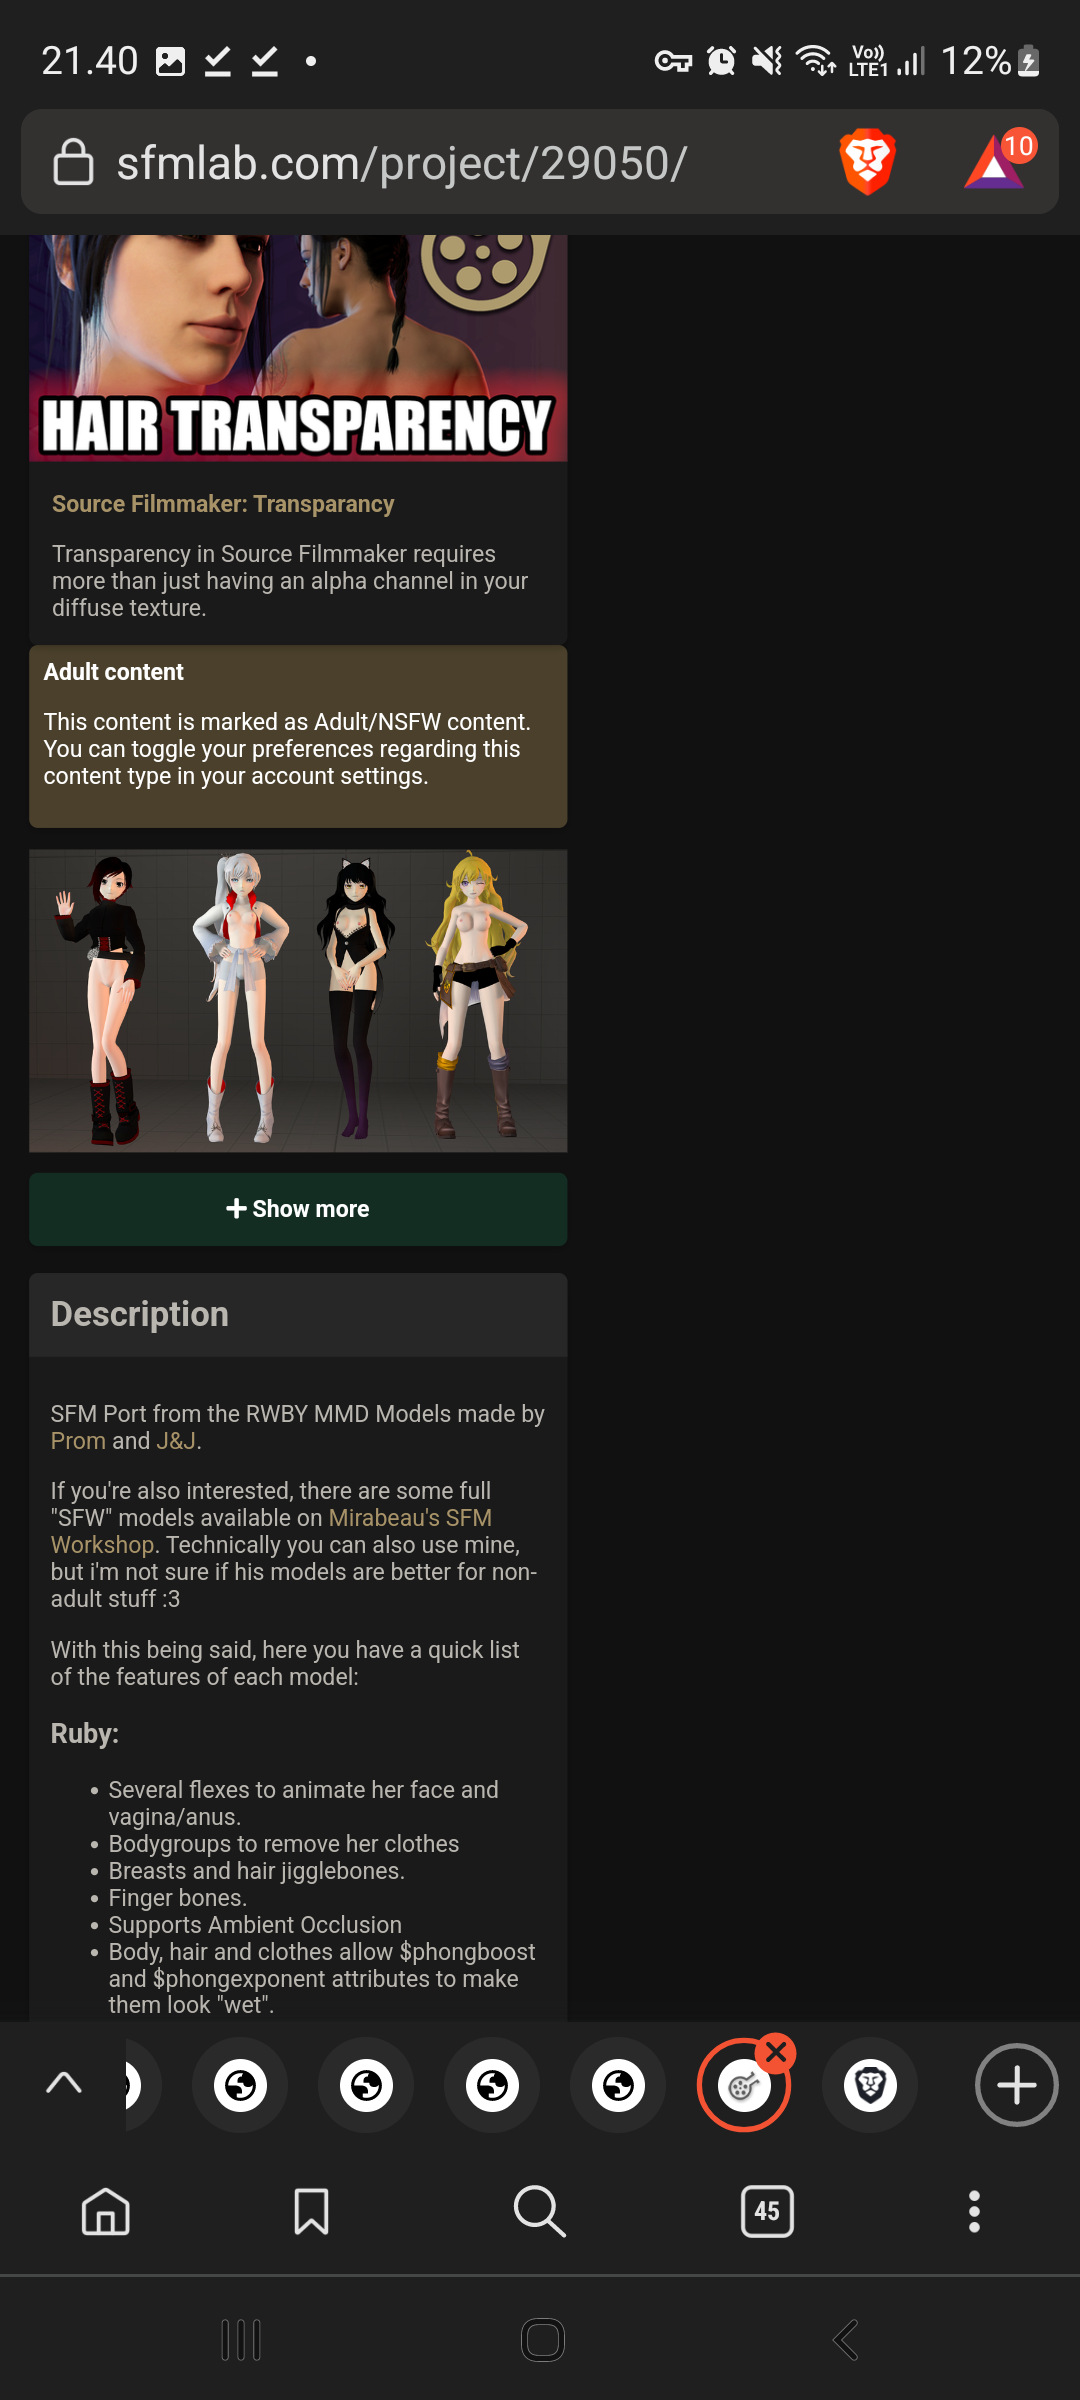 21.40
Vo))
LTE1
12%
sfmlab.com/project/29050/
10
HAIR TRANSPARENCY
Source Filmmaker: Transparancy
Transparency in Source Filmmaker requires
more than just having an alpha channel in your
diffuse texture.
Adult content
This content is marked as Adult/NSFW content.
You can toggle your preferences regarding this
content type in your account settings.
+ Show more
Description
SFM Port from the RWBY MMD Models made by
Prom and J&J.
If you're also interested, there are some full
"SFW" models available on Mirabeau's SFM
Workshop. Technically you can also use mine,
but i'm not sure if his models are better for non-
adult stuff :3
With this being said, here you have a quick list
of the features of each model:
Ruby:
• Several flexes to animate her face and
vagina/anus.
• Bodygroups to remove her clothes
• Breasts and hair jigglebones.
• Finger bones.
• Supports Ambient Occlusion
• Body, hair and clothes allow $phongboost
and $phongexponent attributes to make
them look "wet".
45